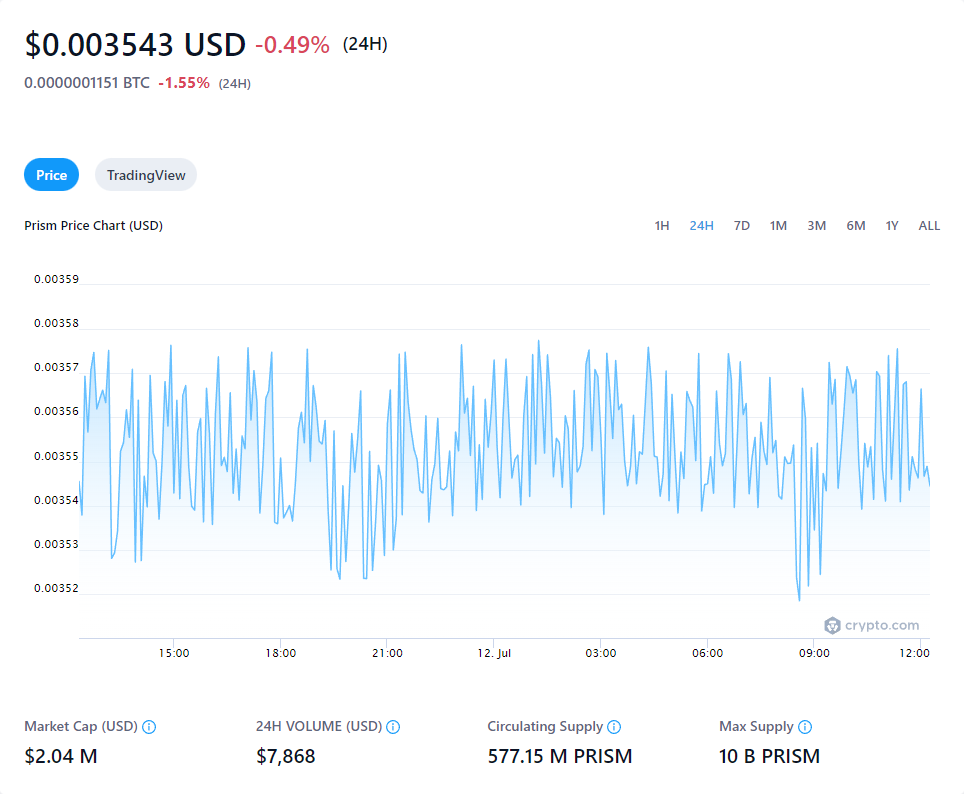 $0.003543 USD -0.49% (24H)
0.0000001151 BTC -1.55% (24H)
Price TradingView
Prism Price Chart (USD) 1H 24H 7D 1M 3M 6M 1Y ALL
0.00359
0.00358
0.00357
0.00356
0.00355
0.00354
0.00353
0.00352
crypto.com
15:00 18:00 21:00 12. Jul 03:00 06:00 09:00 12:00
Market Cap (USD) 24H VOLUME (USD) Circulating Supply Max Supply
$2.04 M $7,868 577.15 M PRISM 10 B PRISM